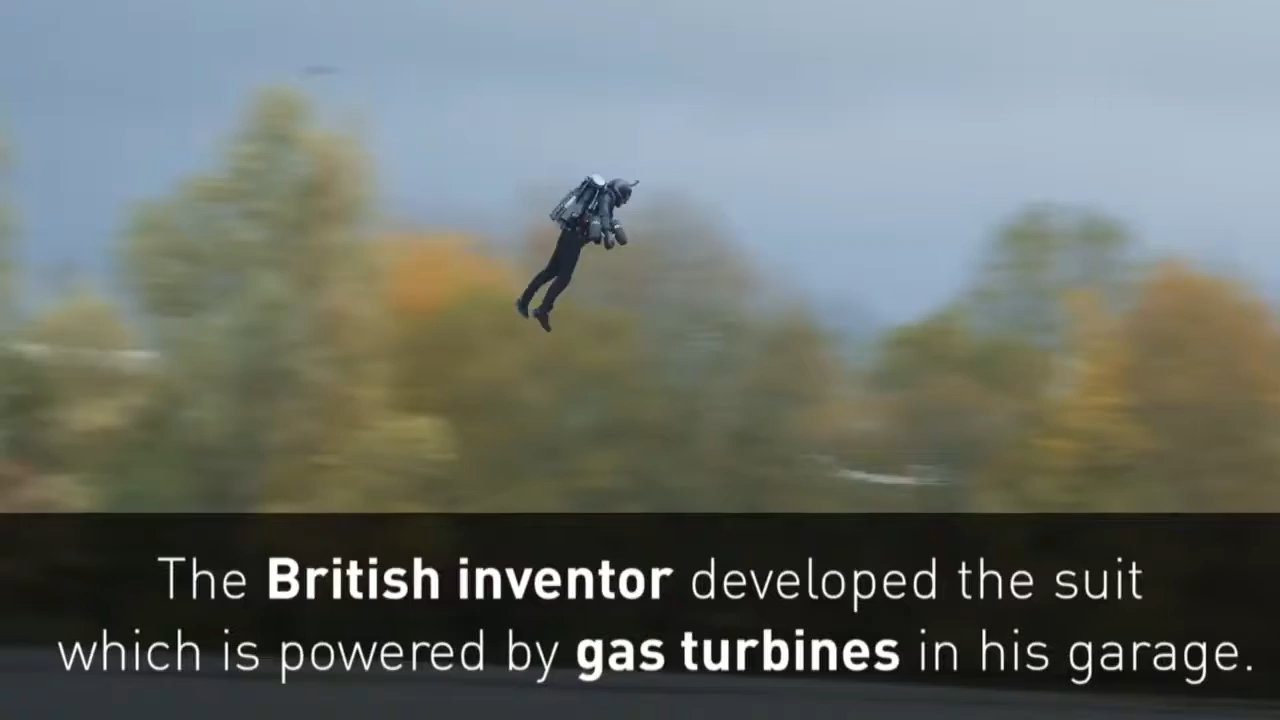 The British inventor developed the suit
which is powered by gas turbines in his garage.